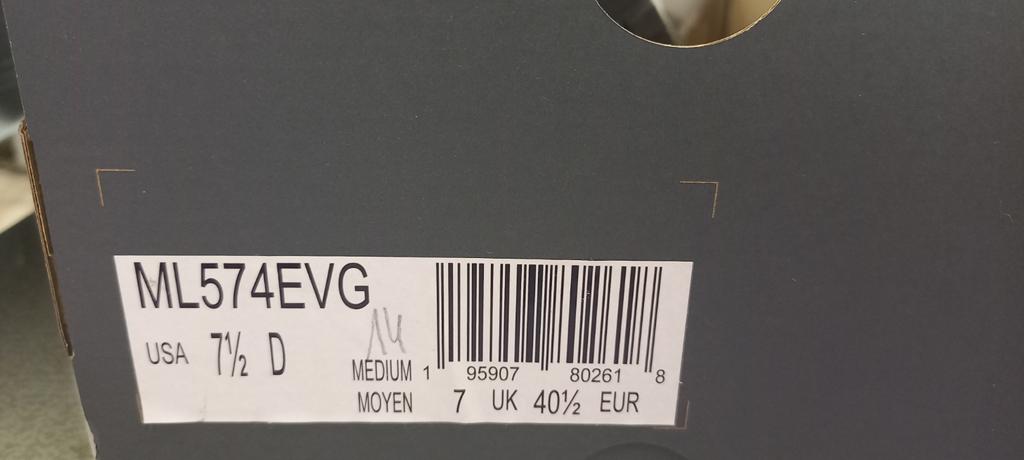 ML574EVG
USA 7½ D
14
MEDIUM 1 95907 80261 8
MOYEN 7 UK 40½ EUR